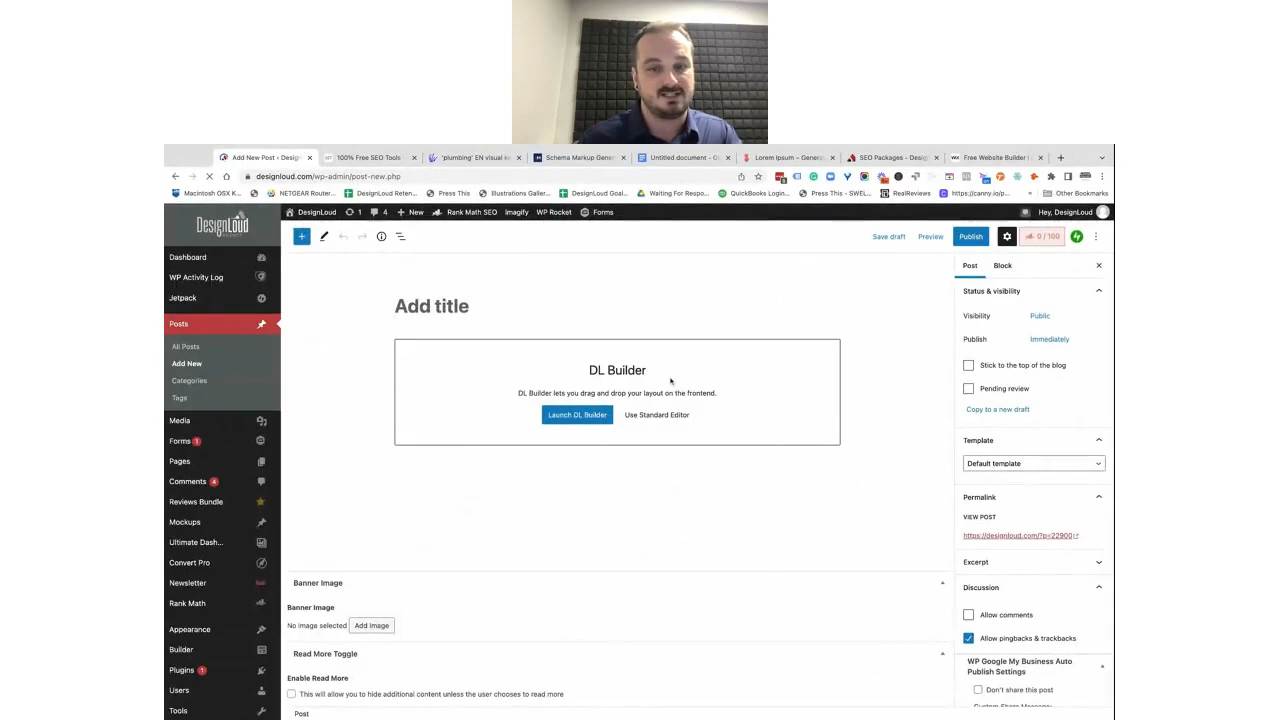 Add New Post ‹ Desig
100% Free SEO Tools
'plumbing' EN visual k
Schema Markup Gener
Untitled document - G
Lorem Ipsum – Generat
SEO Packages - Desig
Free Website Builder |
designloud.com/wp-admin/post-new.php
Macintosh OSX K...
NETGEAR Router...
DesignLoud Reten...
Press This
Illustrations Galler...
DesignLoud Goal...
Waiting For Respo...
QuickBooks Login...
Press This - SWEL...
RealReviews
https://canny.io/p...
»
Other Bookmarks
DesignLoud
1
4
New
Rank Math SEO
Imagify
WP Rocket
Forms
Hey, DesignLoud
DesignLoud
Save draft
Preview
Publish
0 / 100
Dashboard
WP Activity Log
Jetpack
Posts
All Posts
Add New
Categories
Tags
Media
Forms 1
Pages
Comments 4
Reviews Bundle
Mockups
Ultimate Dash...
Convert Pro
Newsletter
Rank Math
Appearance
Builder
Plugins 1
Users
Tools
Add title
DL Builder
DL Builder lets you drag and drop your layout on the frontend.
Launch DL Builder
Use Standard Editor
Banner Image
Banner Image
No image selected
Add Image
Read More Toggle
Enable Read More
This will allow you to hide additional content unless the user chooses to read more
Post
Post
Block
Status & visibility
Visibility
Public
Publish
Immediately
Stick to the top of the blog
Pending review
Copy to a new draft
Template
Default template
Permalink
VIEW POST
https://designloud.com/?p=22900
Excerpt
Discussion
Allow comments
Allow pingbacks & trackbacks
WP Google My Business Auto
Publish Settings
Don't share this post